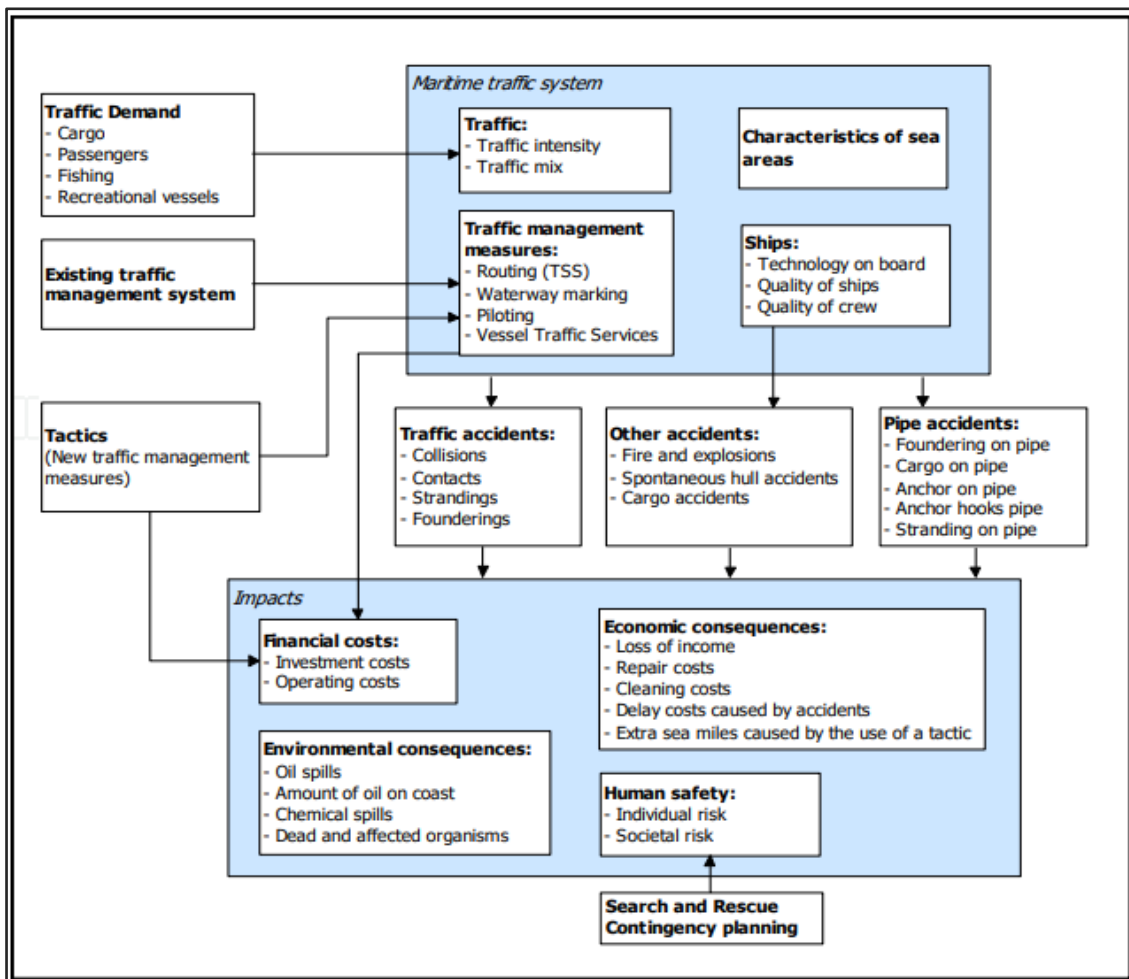 Maritime traffic system
Traffic Demand
- Cargo
- Passengers
- Fishing
- Recreational vessels
Traffic:
- Traffic intensity
- Traffic mix
Characteristics of sea
areas
Existing traffic
management system
Traffic management
measures:
- Routing (TSS)
- Waterway marking
- Piloting
- Vessel Traffic Services
Ships:
- Technology on board
- Quality of ships
- Quality of crew
Tactics
(New traffic management
measures)
Traffic accidents:
- Collisions
- Contacts
- Strandings
- Founderings
Other accidents:
- Fire and explosions
- Spontaneous hull accidents
- Cargo accidents
Pipe accidents:
- Foundering on pipe
- Cargo on pipe
- Anchor on pipe
- Anchor hooks pipe
- Stranding on pipe
Impacts
Financial costs:
- Investment costs
- Operating costs
Economic consequences:
- Loss of income
- Repair costs
- Cleaning costs
- Delay costs caused by accidents
- Extra sea miles caused by the use of a tactic
Environmental consequences:
- Oil spills
- Amount of oil on coast
- Chemical spills
- Dead and affected organisms
Human safety:
- Individual risk
- Societal risk
Search and Rescue
Contingency planning